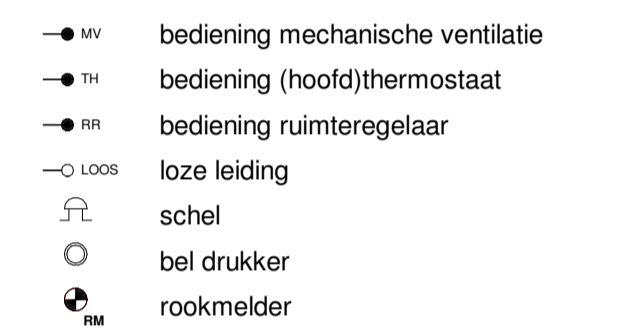 MV bediening mechanische ventilatie
TH bediening (hoofd)thermostaat
RR bediening ruimteregelaar
LOOS loze leiding
schel
bel drukker
rookmelder
RM